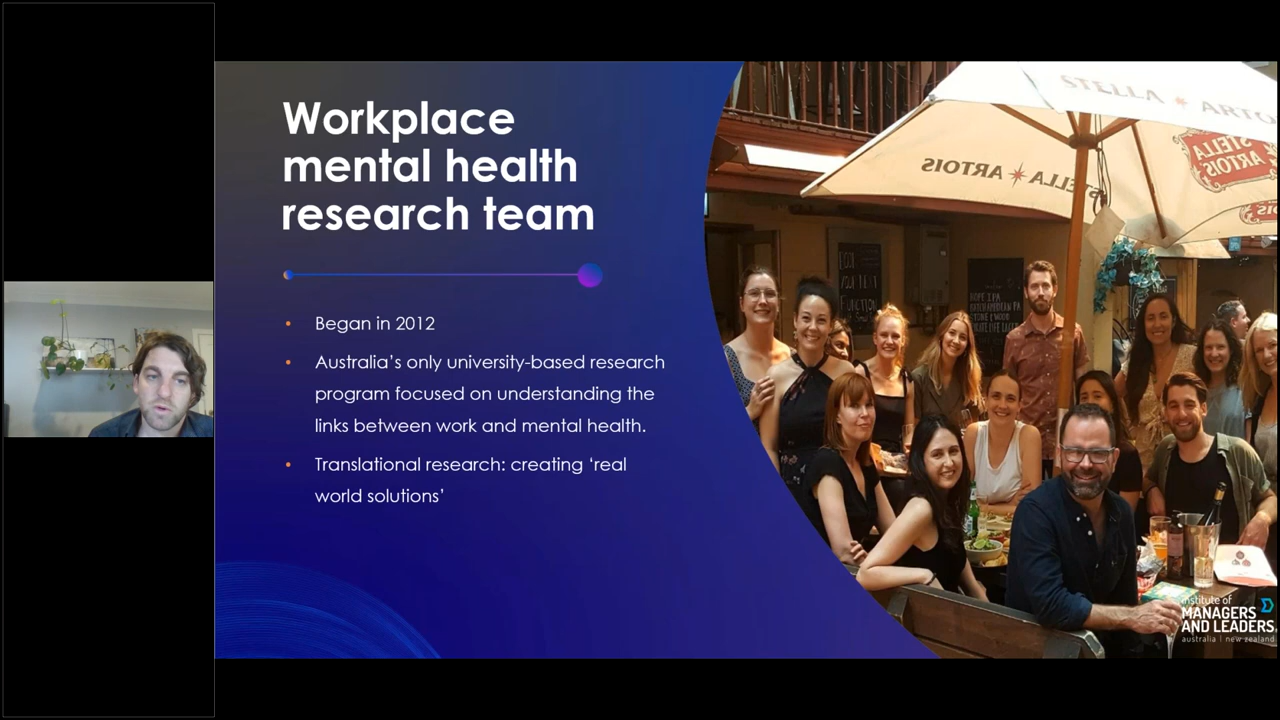 Workplace
mental health
research team
• Began in 2012
• Australia’s only university-based research
program focused on understanding the
links between work and mental health.
• Translational research: creating ‘real
world solutions’
STELLA ARTO
STELLA ARTOIS
STELLA
ARTOIS
institute of
MANAGERS
AND LEADERS
australia | new zealand